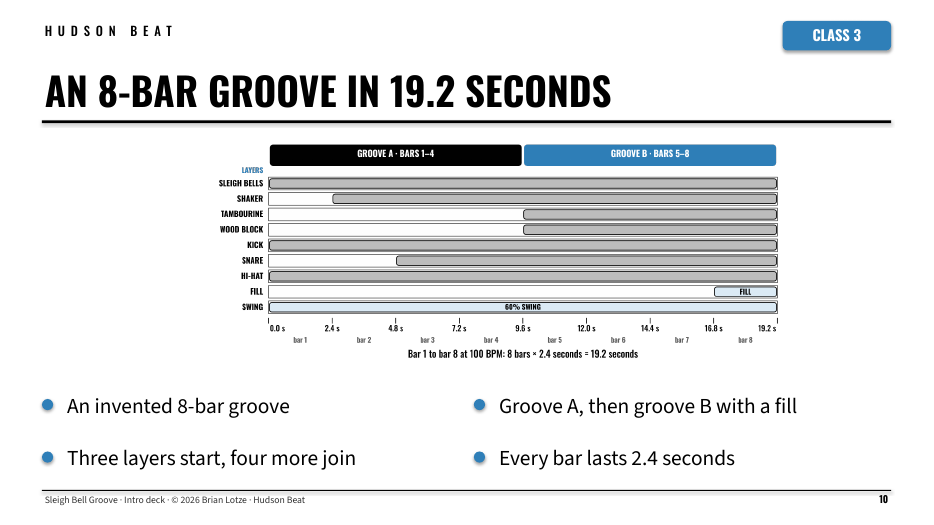 HUDSON BEAT
CLASS 3
AN 8-BAR GROOVE IN 19.2 SECONDS
GROOVE A · BARS 1–4
GROOVE B · BARS 5–8
LAYERS
SLEIGH BELLS
SHAKER
TAMBOURINE
WOOD BLOCK
KICK
SNARE
HI-HAT
FILL
FILL
SWING
60% SWING
0.0 s 2.4 s 4.8 s 7.2 s 9.6 s 12.0 s 14.4 s 16.8 s 19.2 s
bar 1 bar 2 bar 3 bar 4 bar 5 bar 6 bar 7 bar 8
Bar 1 to bar 8 at 100 BPM: 8 bars × 2.4 seconds = 19.2 seconds
An invented 8-bar groove
Three layers start, four more join
Groove A, then groove B with a fill
Every bar lasts 2.4 seconds
Sleigh Bell Groove · Intro deck · © 2026 Brian Lotze · Hudson Beat
10